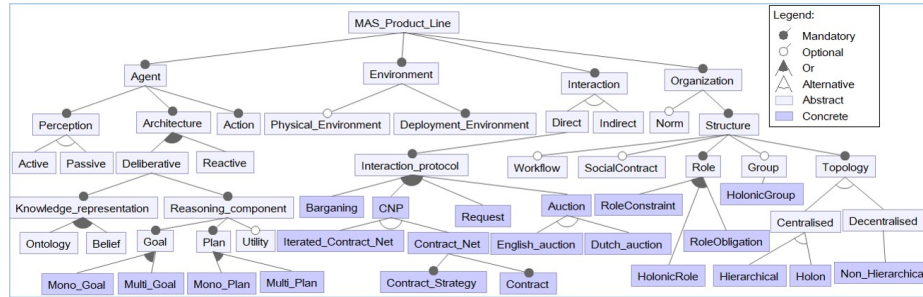 MAS_Product_Line
Legend:
Mandatory
Optional
Or
Alternative
Abstract
Concrete
Agent
Environment
Interaction
Organization
Perception
Architecture
Action
Physical_Environment
Deployment_Environment
Direct
Indirect
Norm
Structure
Active
Passive
Deliberative
Reactive
Interaction_protocol
Workflow
SocialContract
Role
Group
Topology
Knowledge_representation
Reasoning_component
Barganing
CNP
Request
Auction
RoleConstraint
HolonicGroup
Centralised
Decentralised
Ontology
Belief
Goal
Plan
Utility
Iterated_Contract_Net
Contract_Net
English_auction
Dutch_auction
RoleObligation
Mono_Goal
Multi_Goal
Mono_Plan
Multi_Plan
Contract_Strategy
Contract
HolonicRole
Hierarchical
Holon
Non_Hierarchical